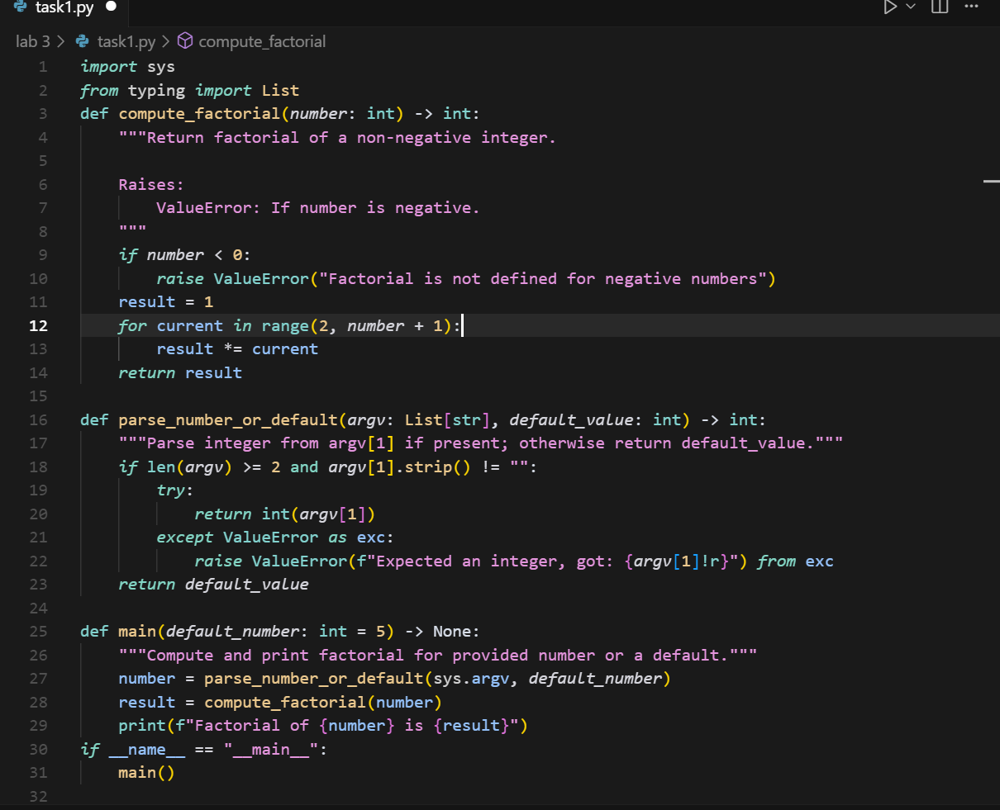 task1.py
lab 3 > task1.py > compute_factorial
1 import sys
2 from typing import List
3 def compute_factorial(number: int) -> int:
4     """Return factorial of a non-negative integer.
5
6     Raises:
7         ValueError: If number is negative.
8     """
9     if number < 0:
10         raise ValueError("Factorial is not defined for negative numbers")
11     result = 1
12     for current in range(2, number + 1):
13         result *= current
14     return result
15
16 def parse_number_or_default(argv: List[str], default_value: int) -> int:
17     """Parse integer from argv[1] if present; otherwise return default_value."""
18     if len(argv) >= 2 and argv[1].strip() != "":
19         try:
20             return int(argv[1])
21         except ValueError as exc:
22             raise ValueError(f"Expected an integer, got: {argv[1]!r}") from exc
23     return default_value
24
25 def main(default_number: int = 5) -> None:
26     """Compute and print factorial for provided number or a default."""
27     number = parse_number_or_default(sys.argv, default_number)
28     result = compute_factorial(number)
29     print(f"Factorial of {number} is {result}")
30 if __name__ == "__main__":
31     main()
32